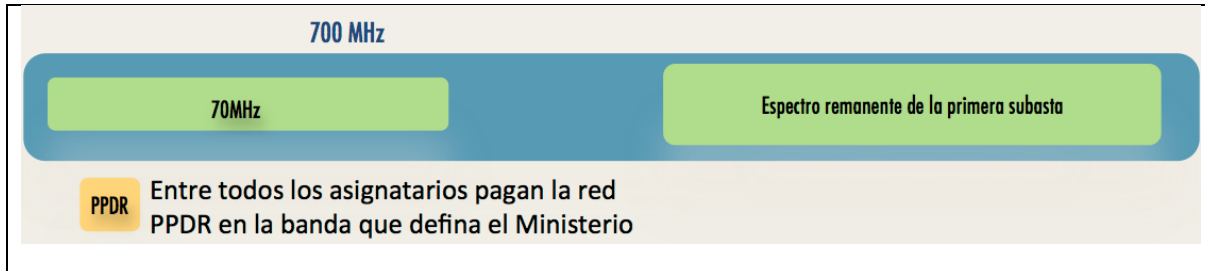 700 MHz
70MHz
Espectro remanente de la primera subasta
PPDR
Entre todos los asignatarios pagan la red
PPDR en la banda que defina el Ministerio